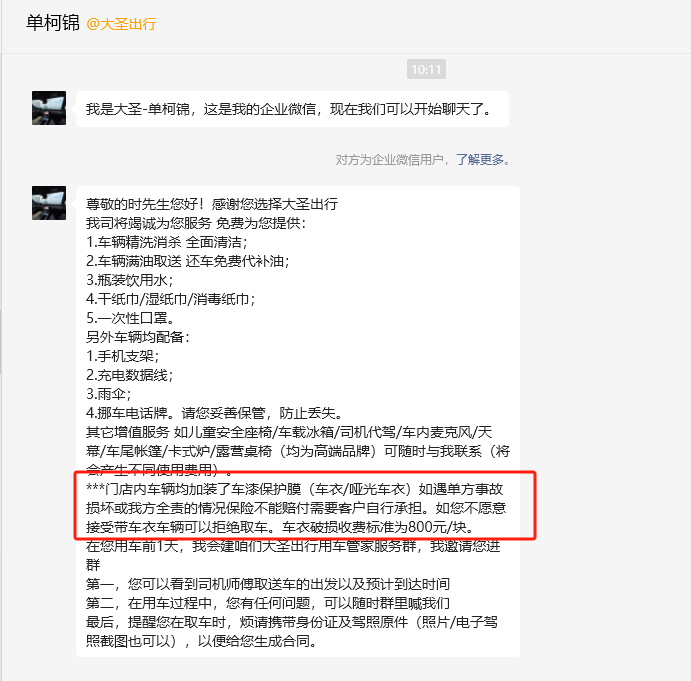 单柯锦 @大圣出行
10:11
我是大圣-单柯锦，这是我的企业微信，现在我们可以开始聊天了。
对方为企业微信用户，了解更多。
尊敬的时先生您好！感谢您选择大圣出行
我司将竭诚为您服务 免费为您提供：
1.车辆精洗消杀 全面清洁；
2.车辆满油取送 还车免费代补油；
3.瓶装饮用水；
4.干纸巾/湿纸巾/消毒纸巾；
5.一次性口罩。
另外车辆均配备：
1.手机支架；
2.充电数据线；
3.雨伞；
4.挪车电话牌。请您妥善保管，防止丢失。
其它增值服务 如儿童安全座椅/车载冰箱/司机代驾/车内麦克风/天
幕/车尾帐篷/卡式炉/露营桌椅（均为高端品牌）可随时与我联系（将
会产生不同使用费用）。
***门店内车辆均加装了车漆保护膜（车衣/哑光车衣）如遇单方事故
损坏或我方全责的情况保险不能赔付需要客户自行承担。如您不愿意
接受带车衣车辆可以拒绝取车。车衣破损收费标准为800元/块。
在您用车前1天，我会建咱们大圣出行用车管家服务群，我邀请您进
群
第一，您可以看到司机师傅取送车的出发以及预计到达时间
第二，在用车过程中，您有任何问题，可以随时群里喊我们
最后，提醒您在取车时，烦请携带身份证及驾照原件（照片/电子驾
照截图也可以），以便给您生成合同。